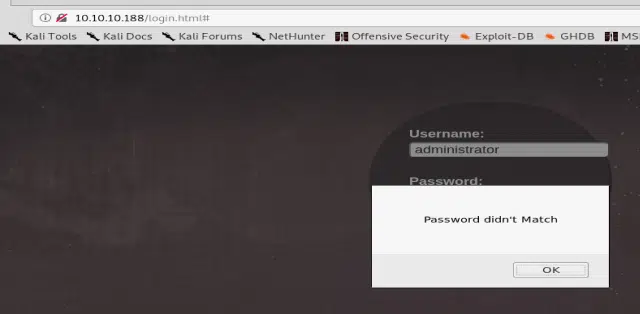 10.10.10.188/login.html#
Kali Tools Kali Docs Kali Forums NetHunter Offensive Security Exploit-DB GHDB MS
Username:
administrator
Password:
Password didn't Match
OK